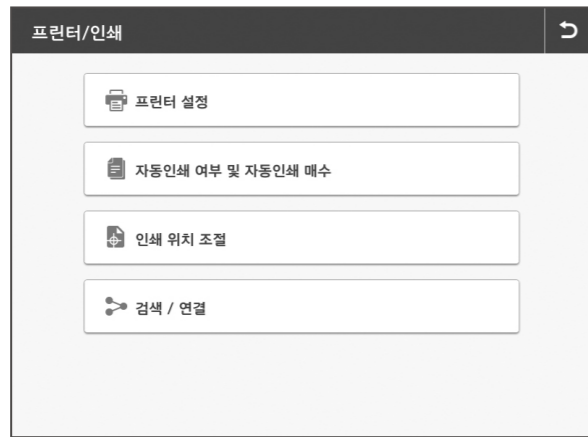 프린터/인쇄
프린터 설정
자동인쇄 여부 및 자동인쇄 매수
인쇄 위치 조절
검색 / 연결